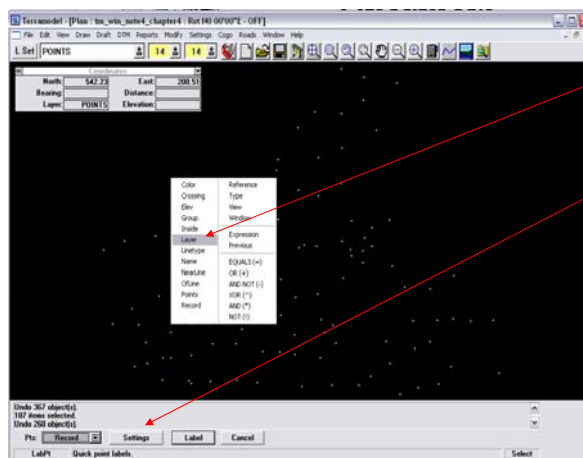 Terramodel - [Plan : tm_win_note4_chapter4 : Rot N0 00'00"E - OFF]
File Edit View Draw Draft DTM Reports Modify Settings Cogo Roads Window Help
L Set POINTS 14 14
Coordinates
North: 542.23 East: 208.51
Bearing: Distance:
Layer: POINTS Elevation:
Color Reference
Crossing Type
Elev View
Group Window
Inside
Layer Expression
Linetype Previous
Name EQUALS (=)
NearLine OR (+)
OfLine AND NOT (-)
Points XOR (^)
Record AND (*)
NOT (!)
Undo 367 object(s).
107 items selected.
Undo 260 object(s).
Pts: Record Settings Label Cancel
LabPt Quick point labels. Select